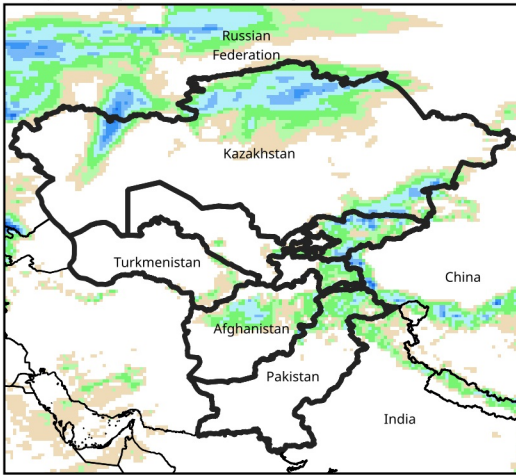 Russian
Federation
Kazakhstan
Turkmenistan
China
Afghanistan
Pakistan
India